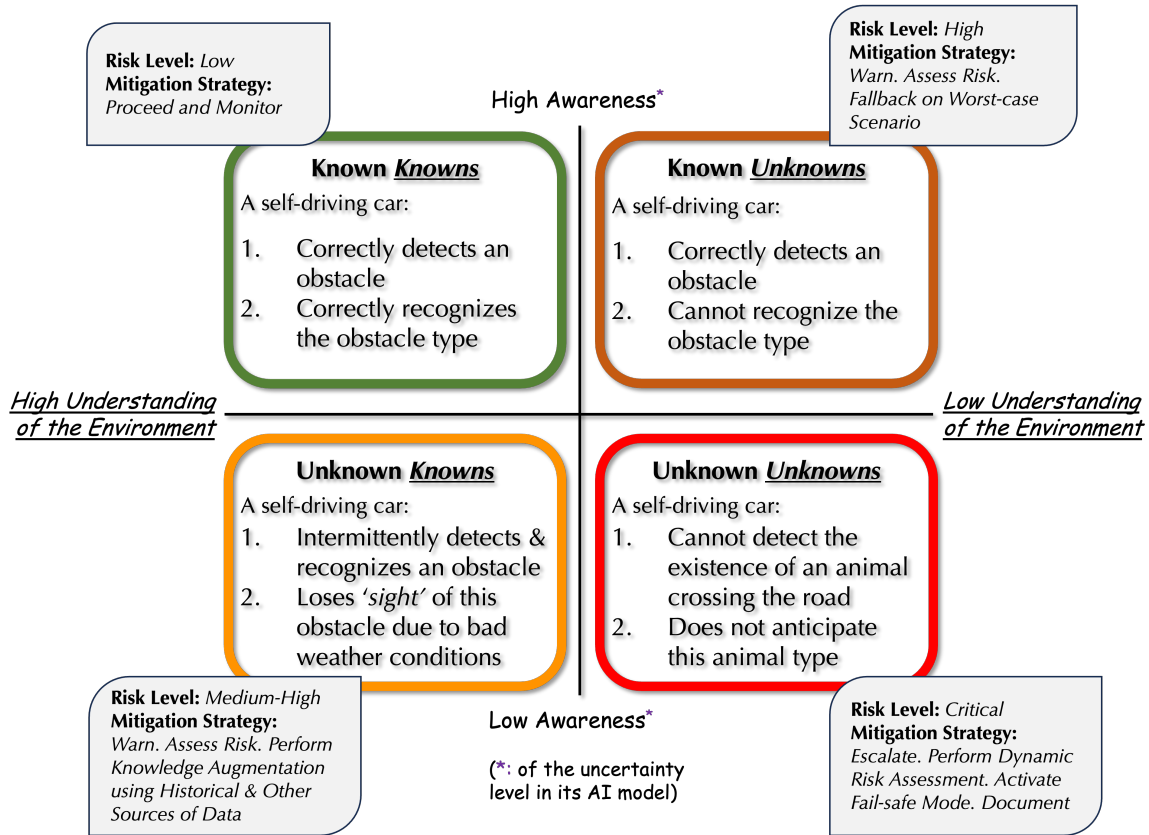 Risk Level: Low
Mitigation Strategy:
Proceed and Monitor
Risk Level: High
Mitigation Strategy:
Warn. Assess Risk.
Fallback on Worst-case
Scenario
High Awareness*
Known Knowns
A self-driving car:
1. Correctly detects an
obstacle
2. Correctly recognizes
the obstacle type
Known Unknowns
A self-driving car:
1. Correctly detects an
obstacle
2. Cannot recognize the
obstacle type
High Understanding
of the Environment
Low Understanding
of the Environment
Unknown Knowns
A self-driving car:
1. Intermittently detects &
recognizes an obstacle
2. Loses ‘sight’ of this
obstacle due to bad
weather conditions
Unknown Unknowns
A self-driving car:
1. Cannot detect the
existence of an animal
crossing the road
2. Does not anticipate
this animal type
Risk Level: Medium-High
Mitigation Strategy:
Warn. Assess Risk. Perform
Knowledge Augmentation
using Historical & Other
Sources of Data
Low Awareness*
(*: of the uncertainty
level in its AI model)
Risk Level: Critical
Mitigation Strategy:
Escalate. Perform Dynamic
Risk Assessment. Activate
Fail-safe Mode. Document